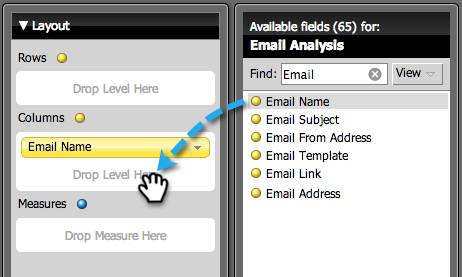 ▼ Layout
Rows
Drop Level Here
Columns
Email Name
Drop Level Here
Measures
Drop Measure Here
Available fields (65) for:
Email Analysis
Find: Email View
Email Name
Email Subject
Email From Address
Email Template
Email Link
Email Address